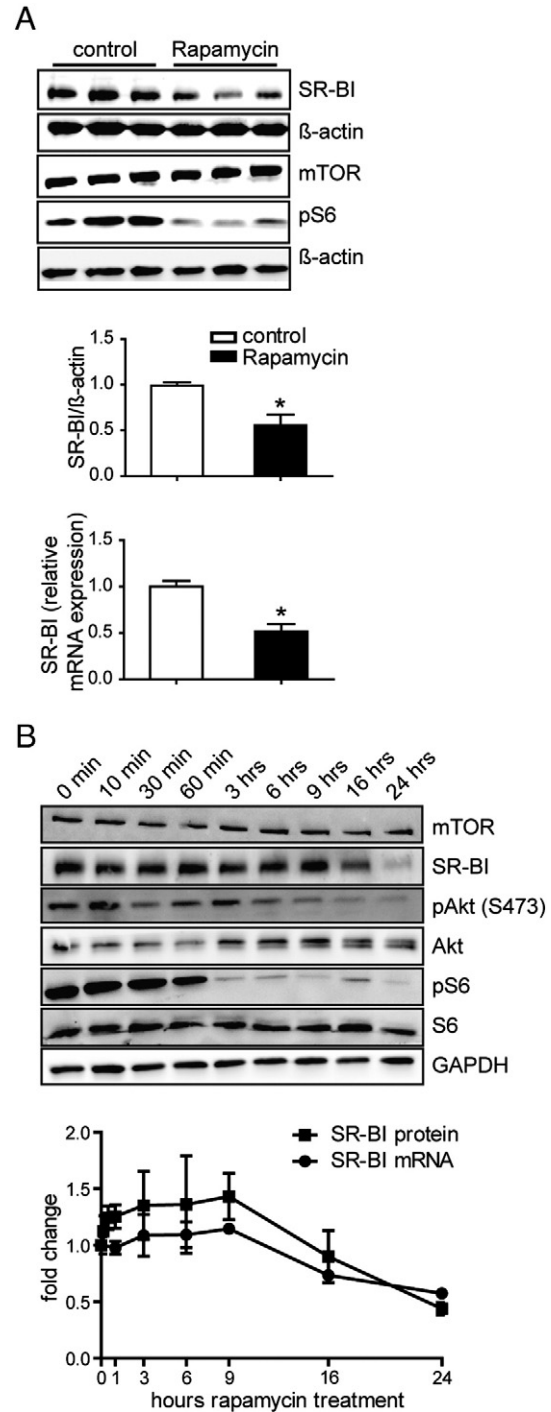 A
control Rapamycin
SR-BI
ß-actin
mTOR
pS6
ß-actin
1.5
1.0
0.5
0.0
SR-BI/ß-actin
control
Rapamycin
*
1.5
1.0
0.5
0.0
SR-BI (relative
mRNA expression)
*
B
0 min 10 min 30 min 60 min 3 hrs 6 hrs 9 hrs 16 hrs 24 hrs
mTOR
SR-BI
pAkt (S473)
Akt
pS6
S6
GAPDH
2.0
1.5
1.0
0.5
0.0
fold change
SR-BI protein
SR-BI mRNA
0 1 3 6 9 16 24
hours rapamycin treatment